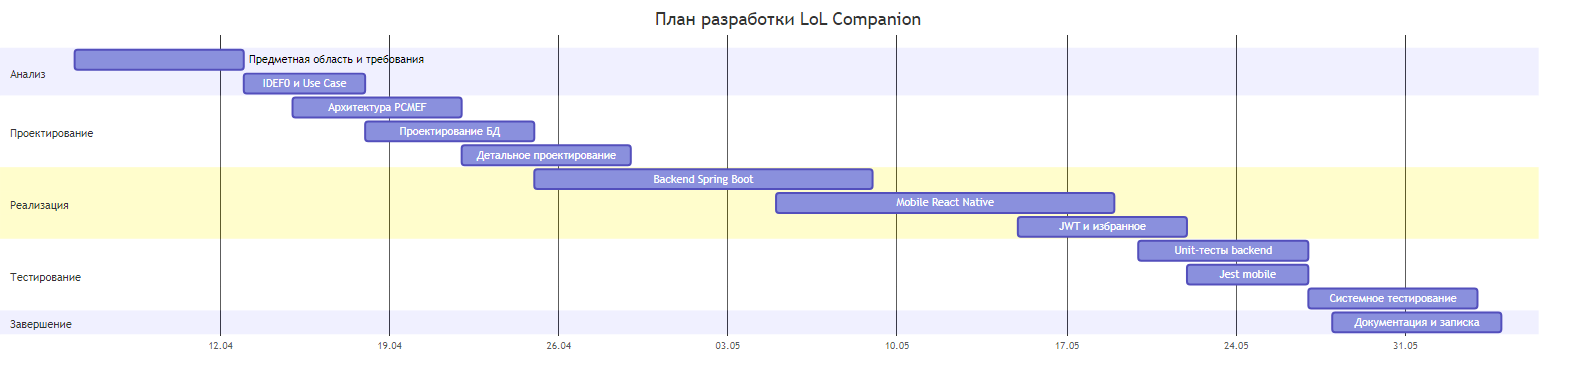 План разработки LoL Companion
Анализ
Предметная область и требования
IDEF0 и Use Case
Проектирование
Архитектура PCMEF
Проектирование БД
Детальное проектирование
Реализация
Backend Spring Boot
Mobile React Native
JWT и избранное
Тестирование
Unit-тесты backend
Jest mobile
Системное тестирование
Завершение
Документация и записка
12.04 19.04 26.04 03.05 10.05 17.05 24.05 31.05